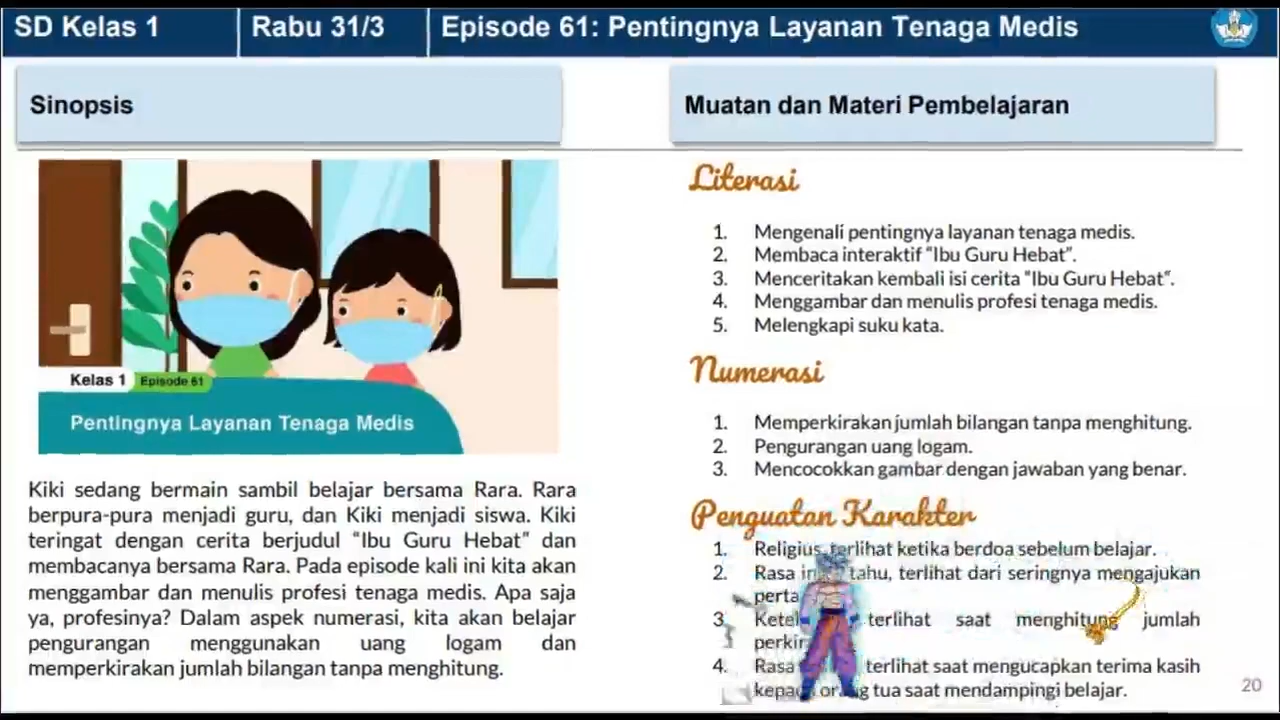 SD Kelas 1
Rabu 31/3
Episode 61: Pentingnya Layanan Tenaga Medis
Sinopsis
Kelas 1
Episode 61
Pentingnya Layanan Tenaga Medis
Kiki sedang bermain sambil belajar bersama Rara. Rara
berpura-pura menjadi guru, dan Kiki menjadi siswa. Kiki
teringat dengan cerita berjudul “Ibu Guru Hebat” dan
membacanya bersama Rara. Pada episode kali ini kita akan
menggambar dan menulis profesi tenaga medis. Apa saja
ya, profesinya? Dalam aspek numerasi, kita akan belajar
pengurangan menggunakan uang logam dan
memperkirakan jumlah bilangan tanpa menghitung.
Muatan dan Materi Pembelajaran
Literasi
1. Mengenali pentingnya layanan tenaga medis.
2. Membaca interaktif “Ibu Guru Hebat”.
3. Menceritakan kembali isi cerita “Ibu Guru Hebat”.
4. Menggambar dan menulis profesi tenaga medis.
5. Melengkapi suku kata.
Numerasi
1. Memperkirakan jumlah bilangan tanpa menghitung.
2. Pengurangan uang logam.
3. Mencocokkan gambar dengan jawaban yang benar.
Penguatan Karakter
1. Religius, terlihat ketika berdoa sebelum belajar.
2. Rasa tahu, terlihat dari seringnya mengajukan
3. terlihat saat menghitung jumlah
4. Rasa terlihat saat mengucapkan terima kasih
tua saat mendampingi belajar.
20